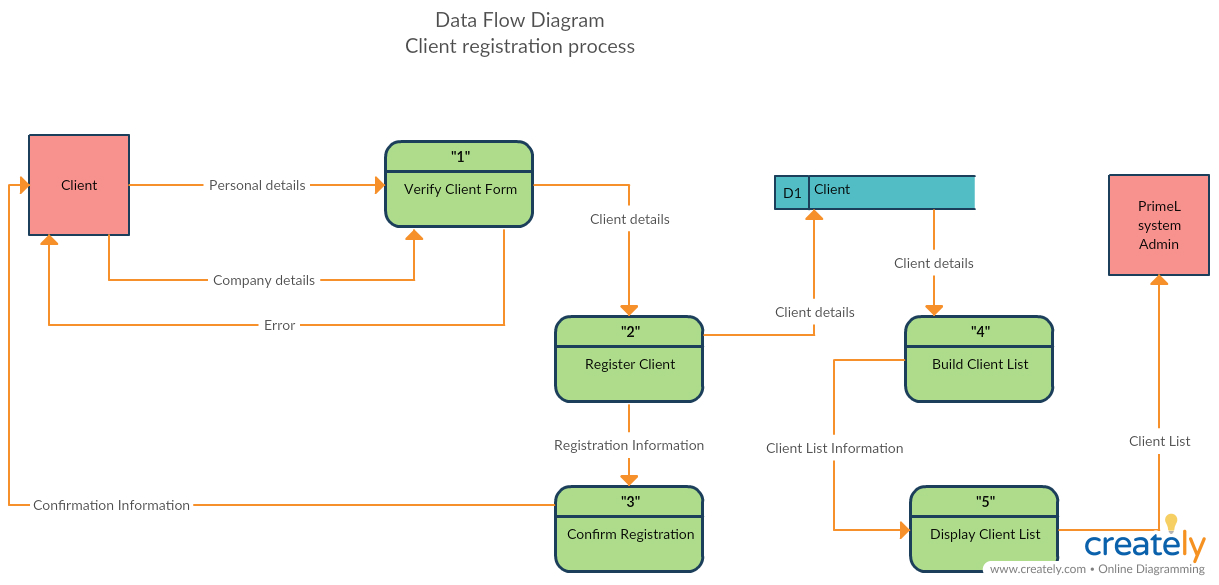 Data Flow Diagram
Client registration process
Client
Personal details
"1"
Verify Client Form
Company details
Error
Client details
D1 Client
Client details
PrimeL
system
Admin
Client details
"2"
Register Client
"4"
Build Client List
Registration Information
Client List Information
Client List
Confirmation Information
"3"
Confirm Registration
"5"
Display Client List
creately
www.creately.com • Online Diagramming